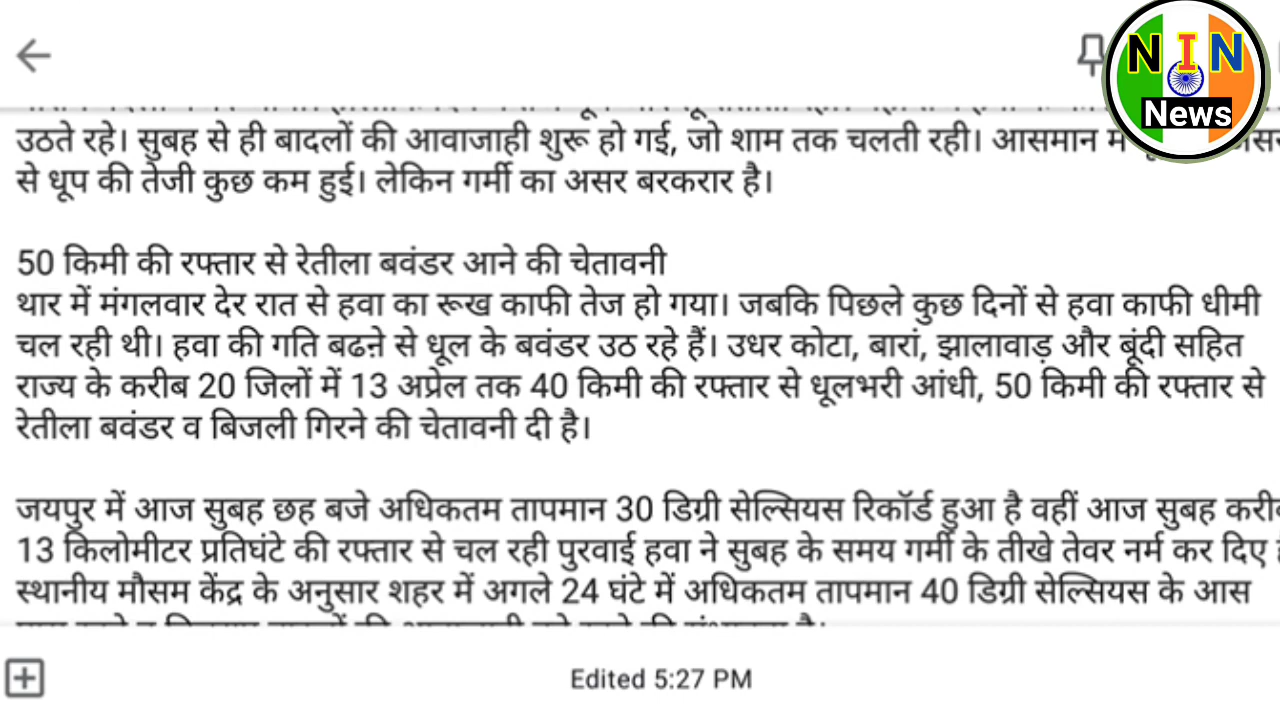 NIN
News
उठते रहे। सुबह से ही बादलों की आवाजाही शुरू हो गई, जो शाम तक चलती रही। आसमान
से धूप की तेजी कुछ कम हुई। लेकिन गर्मी का असर बरकरार है।
50 किमी की रफ्तार से रेतीला बवंडर आने की चेतावनी
थार में मंगलवार देर रात से हवा का रूख काफी तेज हो गया। जबकि पिछले कुछ दिनों से हवा काफी धीमी
चल रही थी। हवा की गति बढऩे से धूल के बवंडर उठ रहे हैं। उधर कोटा, बारां, झालावाड़ और बूंदी सहित
राज्य के करीब 20 जिलों में 13 अप्रेल तक 40 किमी की रफ्तार से धूलभरी आंधी, 50 किमी की रफ्तार से
रेतीला बवंडर व बिजली गिरने की चेतावनी दी है।
जयपुर में आज सुबह छह बजे अधिकतम तापमान 30 डिग्री सेल्सियस रिकॉर्ड हुआ है वहीं आज सुबह
13 किलोमीटर प्रतिघंटे की रफ्तार से चल रही पुरवाई हवा ने सुबह के समय गर्मी के तीखे तेवर नर्म कर दिए
स्थानीय मौसम केंद्र के अनुसार शहर में अगले 24 घंटे में अधिकतम तापमान 40 डिग्री सेल्सियस के आस
Edited 5:27 PM